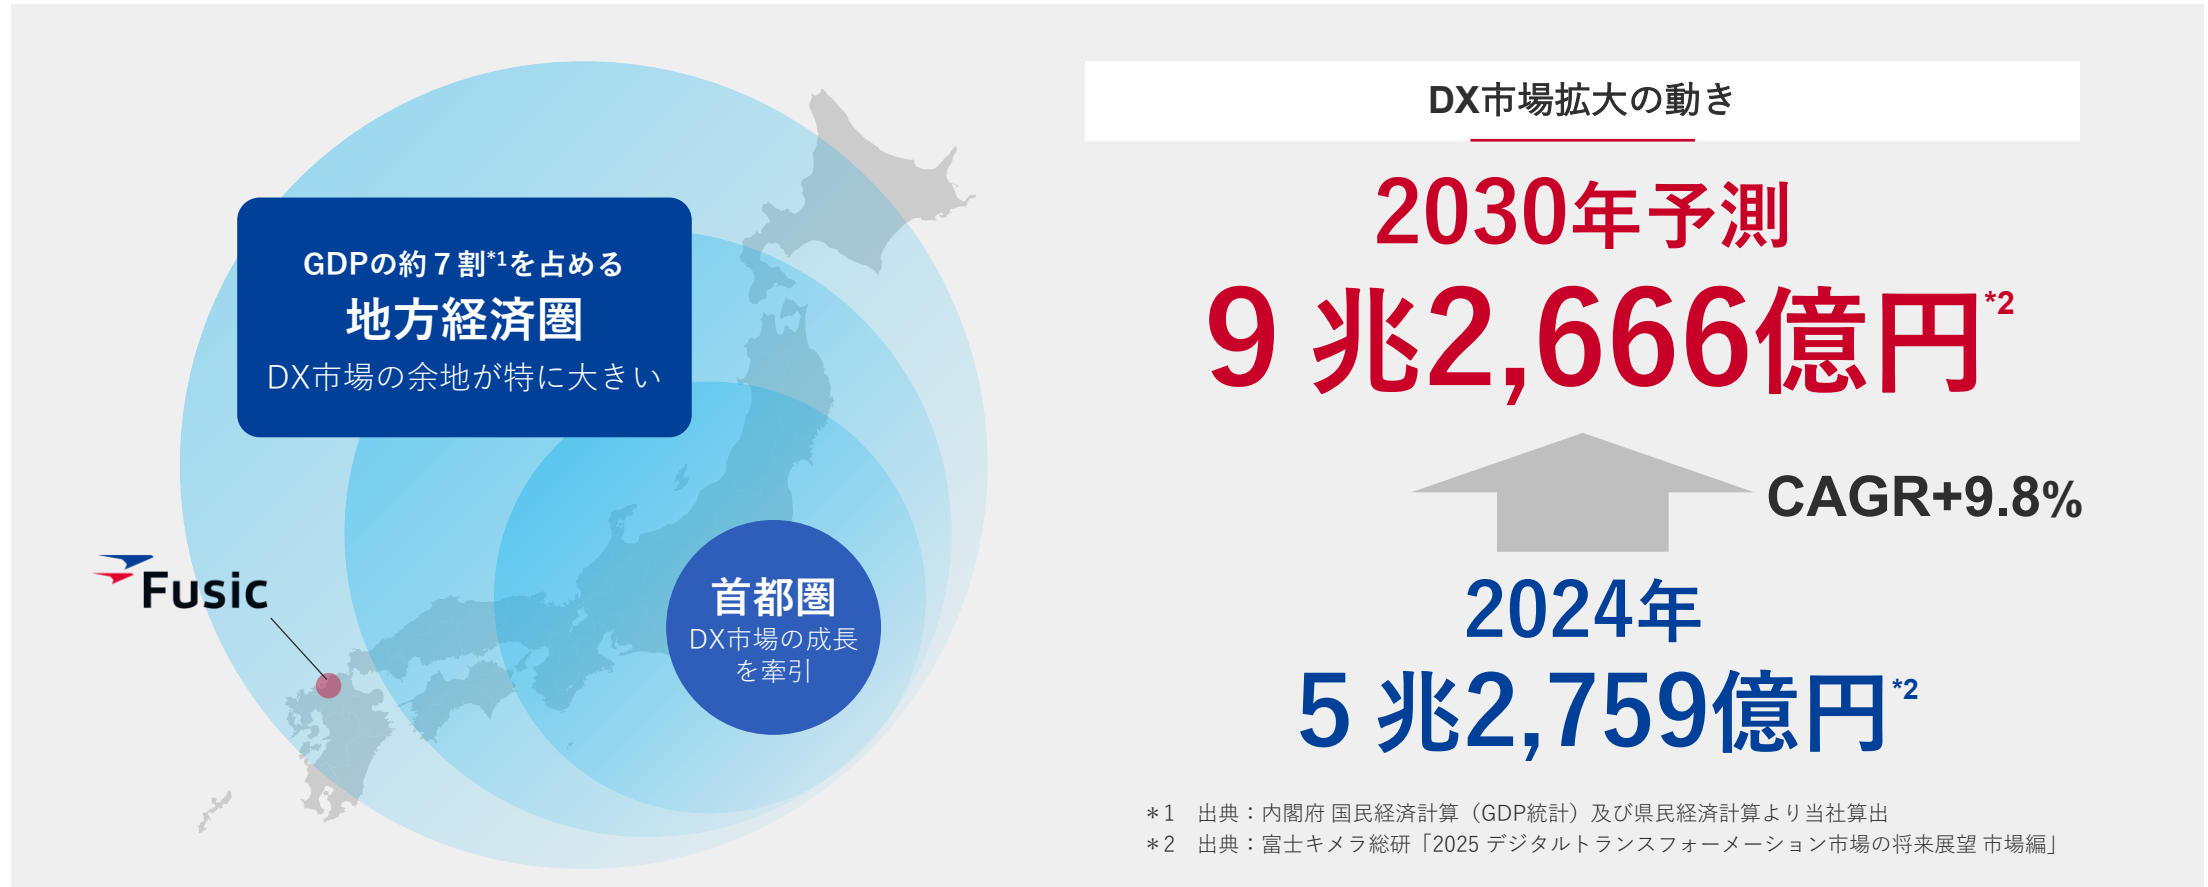 GDPの約７割*1を占める
地方経済圏
DX市場の余地が特に大きい
Fusic
首都圏
DX市場の成長
を牽引
DX市場拡大の動き
2030年予測
9 兆2,666億円*2
CAGR+9.8%
2024年
5 兆2,759億円*2
＊1　出典：内閣府 国民経済計算（GDP統計）及び県民経済計算より当社算出
＊2　出典：富士キメラ総研「2025 デジタルトランスフォーメーション市場の将来展望 市場編」